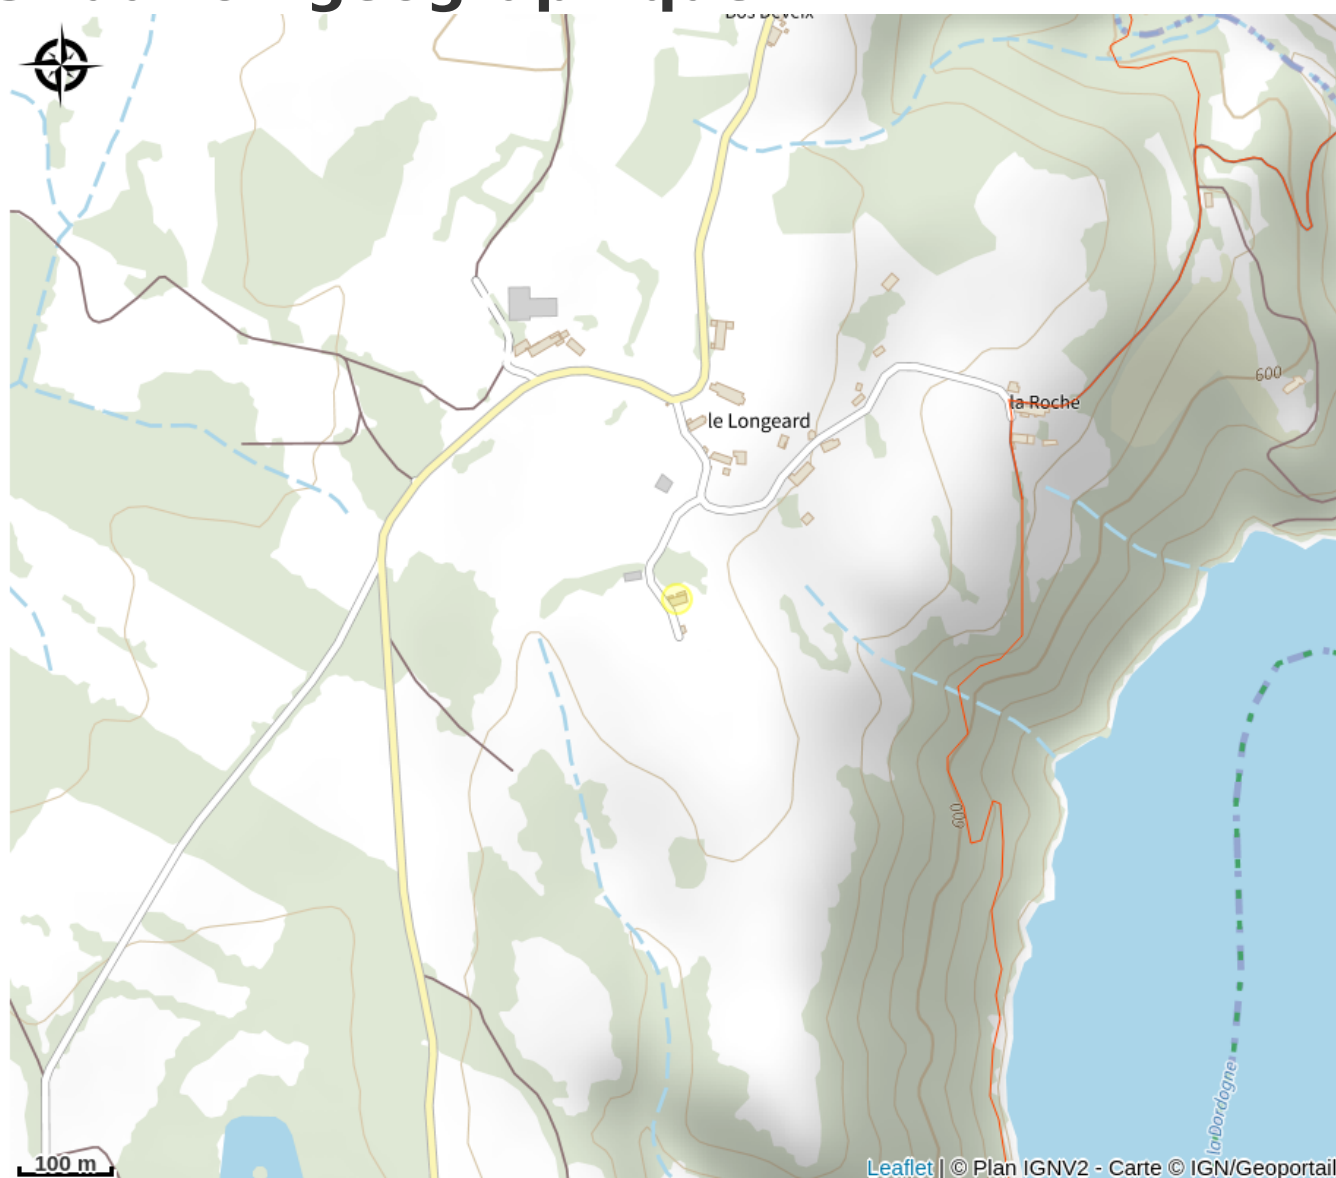 la Roche
le Longeard
600
600
la Dordogne
100 m
Leaflet | © Plan IGNV2 - Carte © IGN/Geoportail